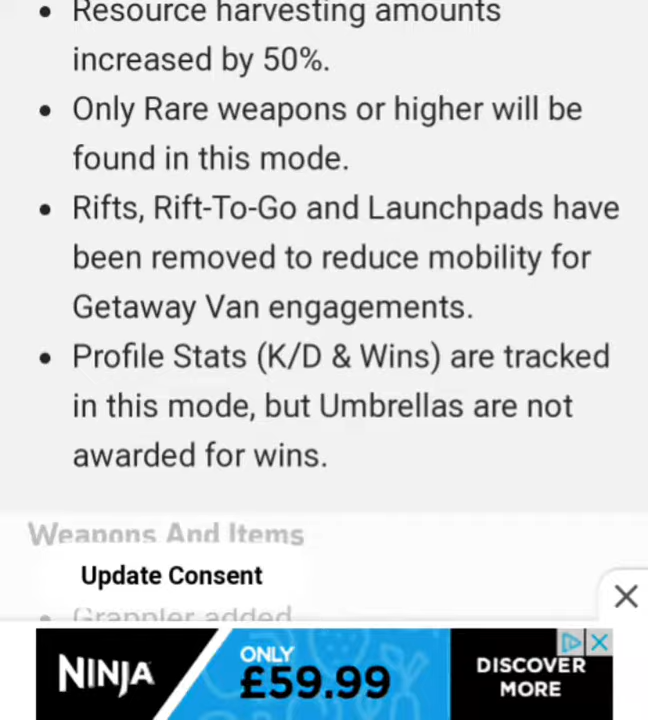 • Resource harvesting amounts
increased by 50%.
• Only Rare weapons or higher will be
found in this mode.
• Rifts, Rift-To-Go and Launchpads have
been removed to reduce mobility for
Getaway Van engagements.
• Profile Stats (K/D & Wins) are tracked
in this mode, but Umbrellas are not
awarded for wins.
Weapons And Items
Update Consent
• Grappler added
NINJA
ONLY
£59.99
DISCOVER
MORE